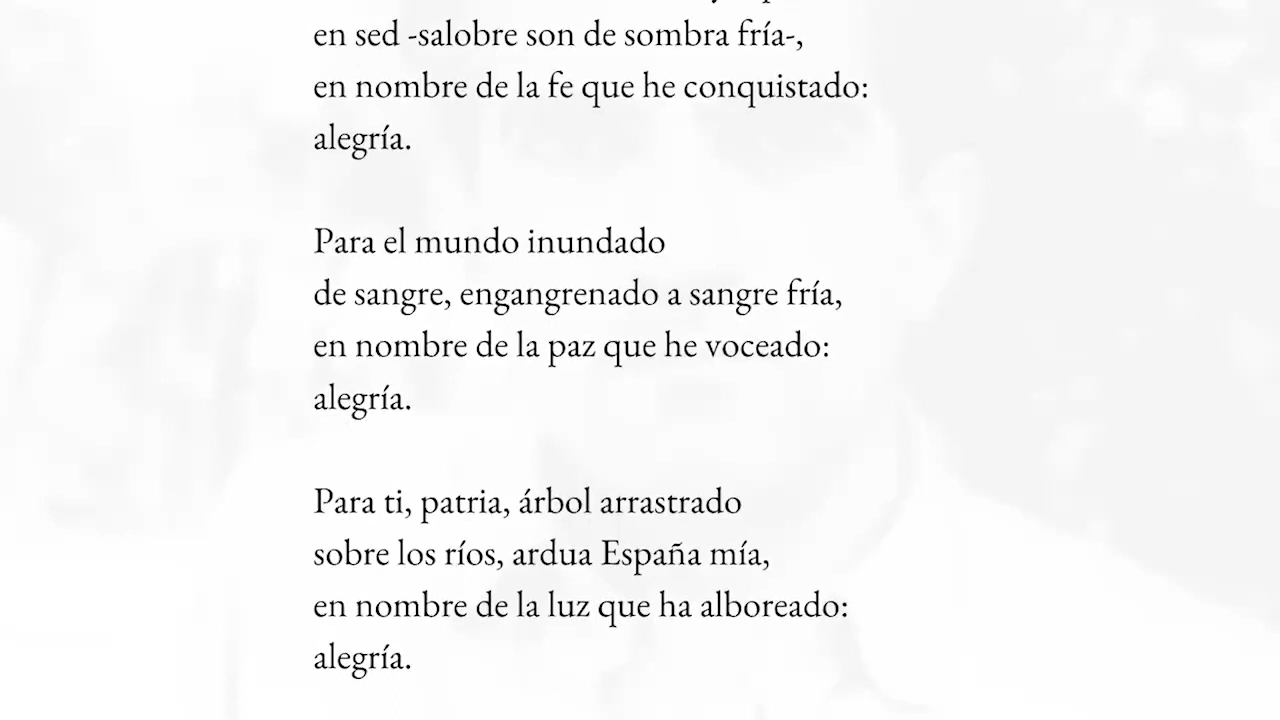 en sed -salobre son de sombra fría-,
en nombre de la fe que he conquistado:
alegría.
Para el mundo inundado
de sangre, engangrenado a sangre fría,
en nombre de la paz que he voceado:
alegría.
Para ti, patria, árbol arrastrado
sobre los ríos, ardua España mía,
en nombre de la luz que ha alboreado:
alegría.